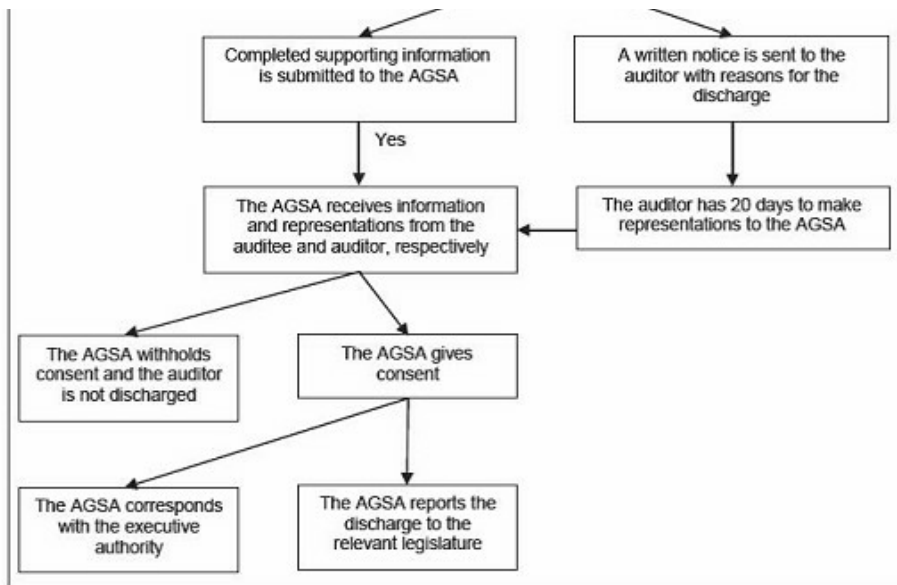 Completed supporting information
is submitted to the AGSA
A written notice is sent to the
auditor with reasons for the
discharge
Yes
The AGSA receives information
and representations from the
auditee and auditor, respectively
The auditor has 20 days to make
representations to the AGSA
The AGSA withholds
consent and the auditor
is not discharged
The AGSA gives
consent
The AGSA corresponds
with the executive
authority
The AGSA reports the
discharge to the
relevant legislature